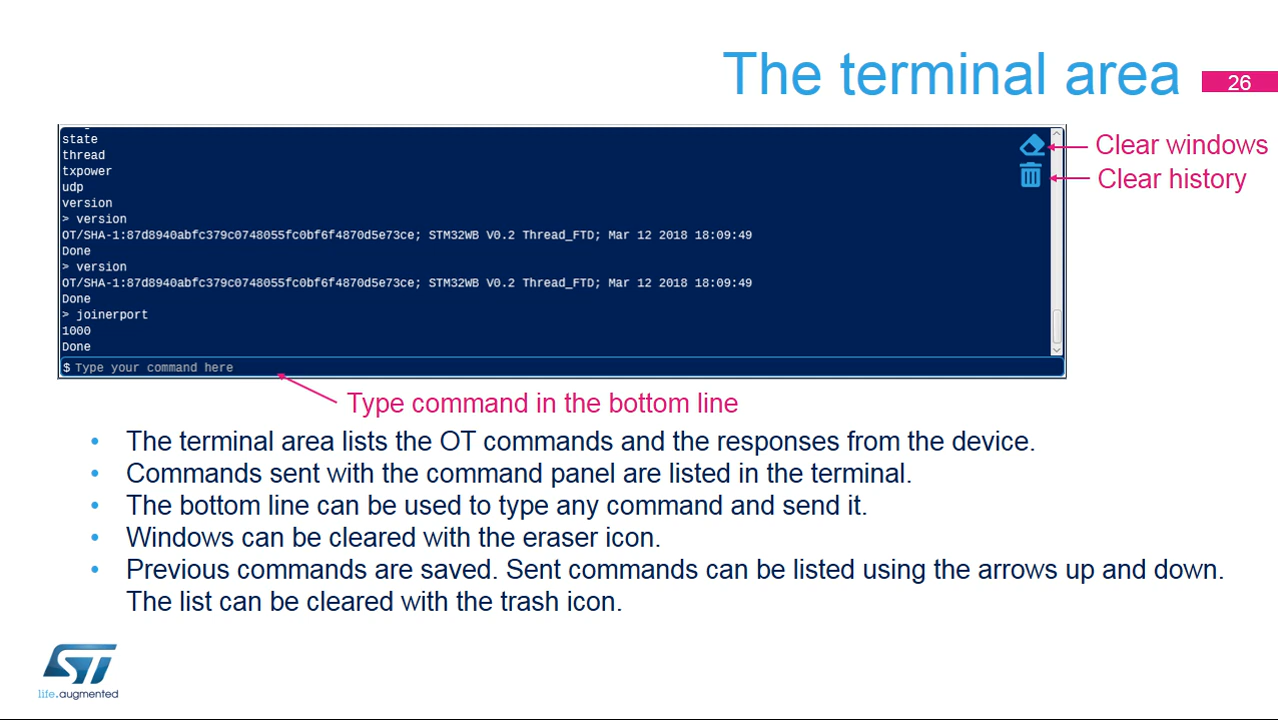 The terminal area
26
state
thread
txpower
udp
version
> version
OT/SHA-1:87d8940abfc379c0748055fc0bf6f4870d5e73ce; STM32WB V0.2 Thread_FTD; Mar 12 2018 18:09:49
Done
> version
OT/SHA-1:87d8940abfc379c0748055fc0bf6f4870d5e73ce; STM32WB V0.2 Thread_FTD; Mar 12 2018 18:09:49
Done
> joinerport
1000
Done
$ Type your command here
Clear windows
Clear history
Type command in the bottom line
• The terminal area lists the OT commands and the responses from the device.
• Commands sent with the command panel are listed in the terminal.
• The bottom line can be used to type any command and send it.
• Windows can be cleared with the eraser icon.
• Previous commands are saved. Sent commands can be listed using the arrows up and down.
The list can be cleared with the trash icon.
ST
life.augmented